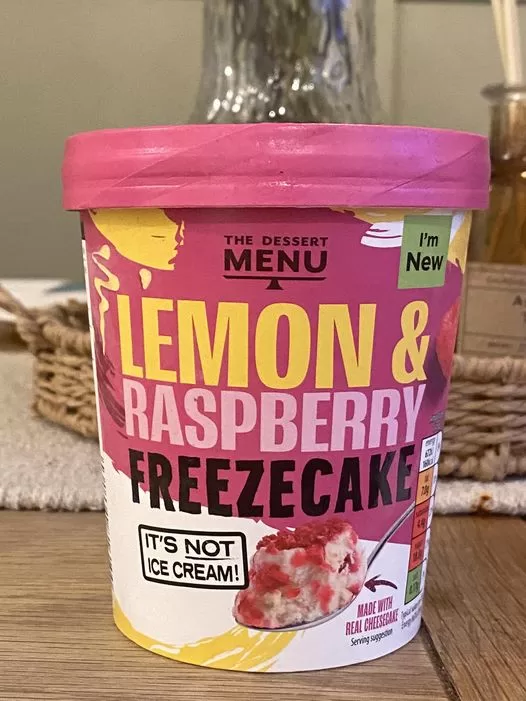 THE DESSERT
MENU
I'm
New
LEMON &
RASPBERRY
FREEZECAKE
IT'S NOT
ICE CREAM!
MADE WITH
REAL CHEESECAKE
Serving suggestion